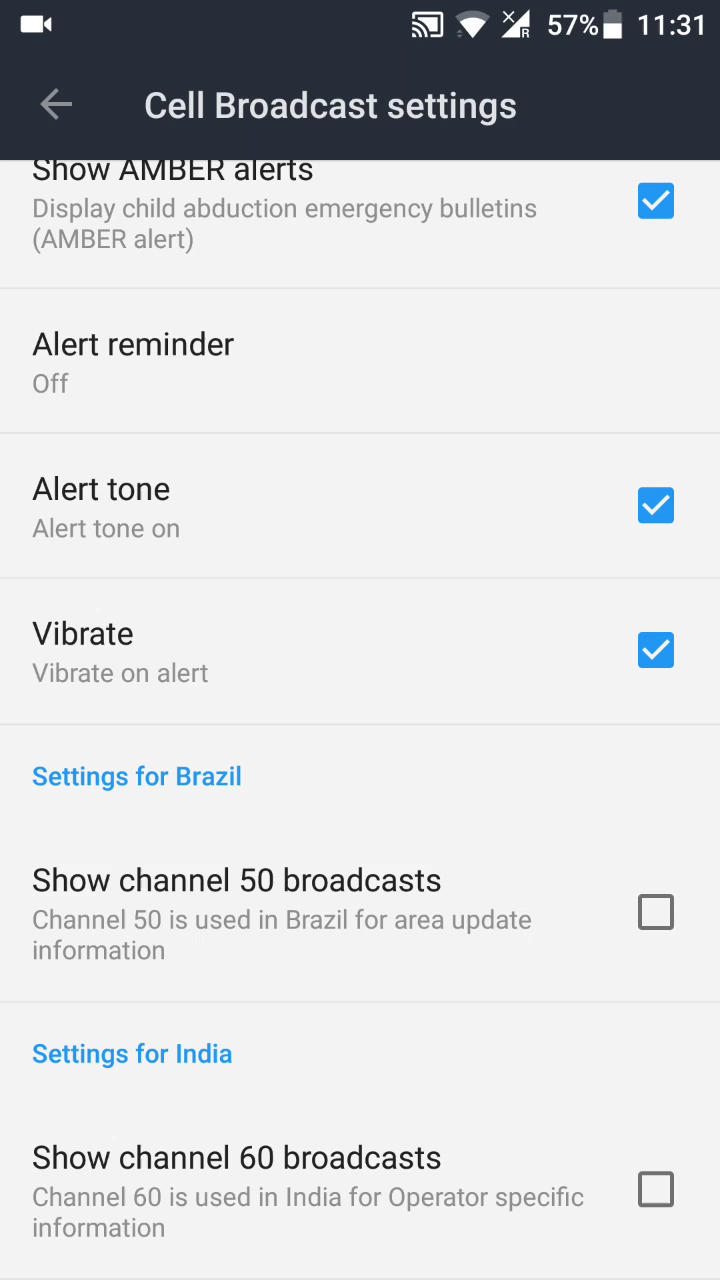 R 57% 11:31
Cell Broadcast settings
Show AMBER alerts
Display child abduction emergency bulletins
(AMBER alert)
Alert reminder
Off
Alert tone
Alert tone on
Vibrate
Vibrate on alert
Settings for Brazil
Show channel 50 broadcasts
Channel 50 is used in Brazil for area update
information
Settings for India
Show channel 60 broadcasts
Channel 60 is used in India for Operator specific
information